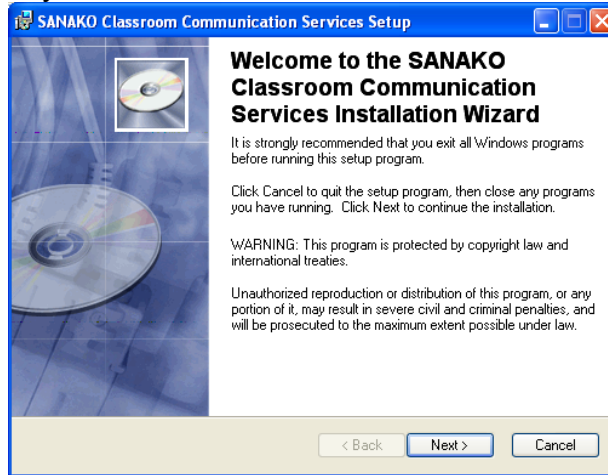 SANAKO Classroom Communication Services Setup
Welcome to the SANAKO
Classroom Communication
Services Installation Wizard
It is strongly recommended that you exit all Windows programs
before running this setup program.
Click Cancel to quit the setup program, then close any programs
you have running. Click Next to continue the installation.
WARNING: This program is protected by copyright law and
international treaties.
Unauthorized reproduction or distribution of this program, or any
portion of it, may result in severe civil and criminal penalties, and
will be prosecuted to the maximum extent possible under law.
< Back Next > Cancel